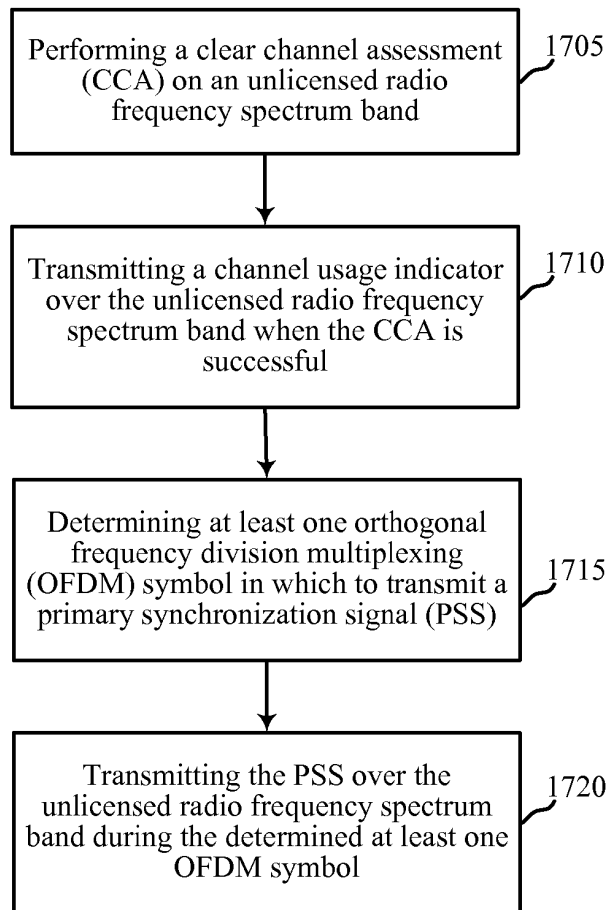 Performing a clear channel assessment
(CCA) on an unlicensed radio
frequency spectrum band
1705
Transmitting a channel usage indicator
over the unlicensed radio frequency
spectrum band when the CCA is
successful
1710
Determining at least one orthogonal
frequency division multiplexing
(OFDM) symbol in which to transmit a
primary synchronization signal (PSS)
1715
Transmitting the PSS over the
unlicensed radio frequency spectrum
band during the determined at least one
OFDM symbol
1720